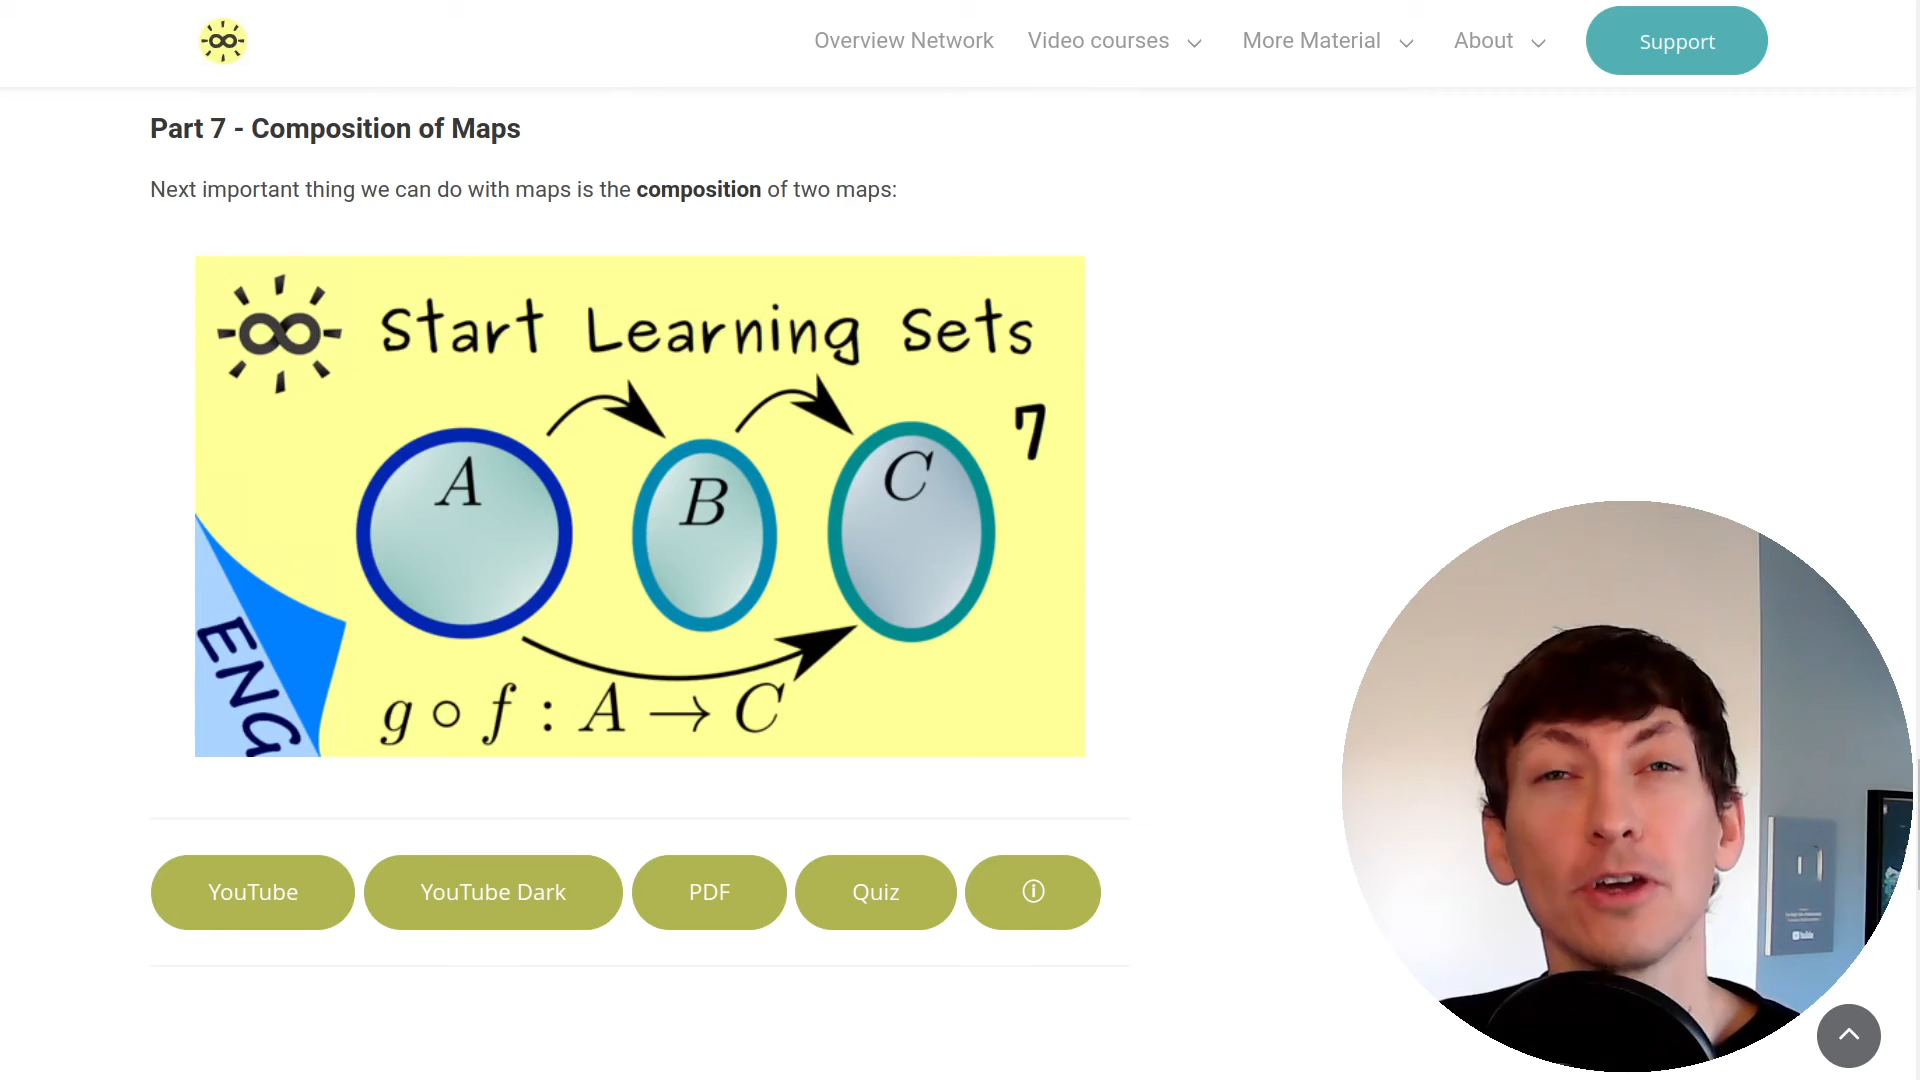 Overview Network Video courses More Material About Support
Part 7 - Composition of Maps
Next important thing we can do with maps is the composition of two maps:
Start Learning Sets
7
A B C
g ∘ f : A → C
ENG
YouTube YouTube Dark PDF Quiz